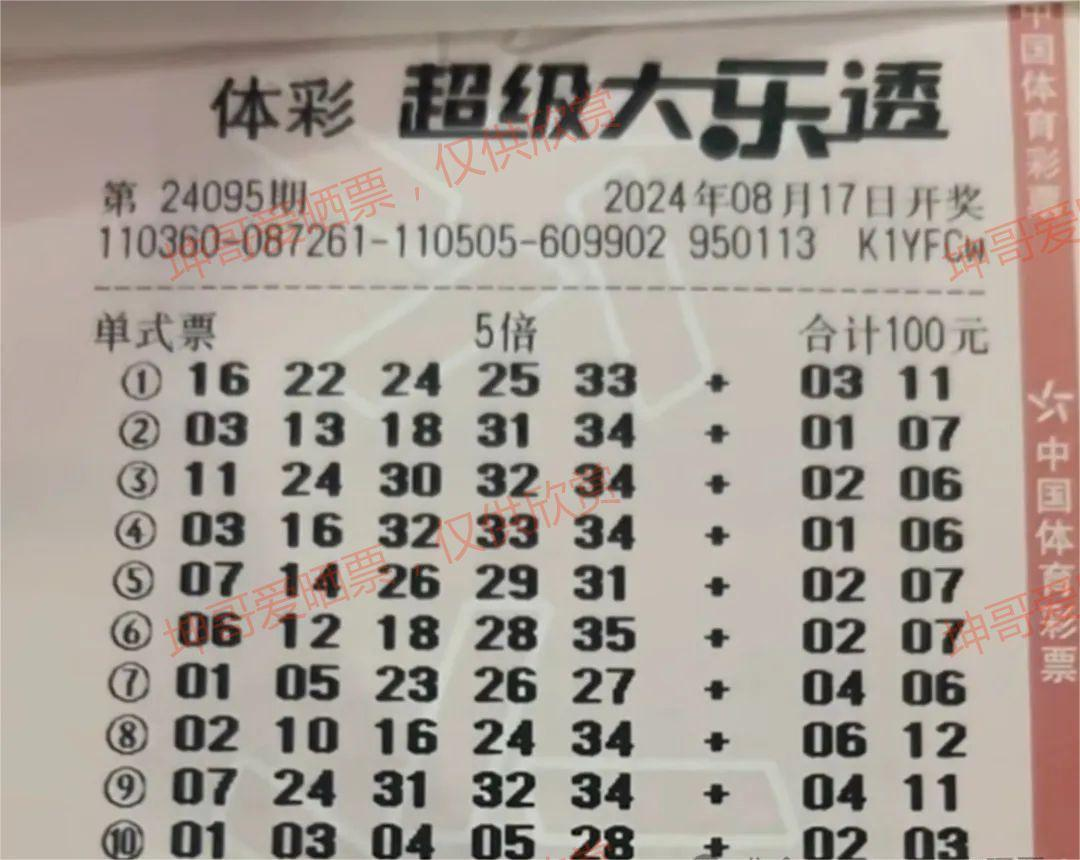 体彩 超级大乐透
第 24095期 2024年08月17日开奖
110360-087261-110505-609902 950113 K1YFCw
单式票 5倍 合计100元
① 16 22 24 25 33 + 03 11
② 03 13 18 31 34 + 01 07
③ 11 24 30 32 34 + 02 06
④ 03 16 32 33 34 + 01 06
⑤ 07 14 26 29 31 + 02 07
⑥ 06 12 18 28 35 + 02 07
⑦ 01 05 23 26 27 + 04 06
⑧ 02 10 16 24 34 + 06 12
⑨ 07 24 31 32 34 + 04 11
⑩ 01 03 04 05 28 + 02 03
中国体育彩票
中国体育彩票
坤哥爱晒票，仅供欣赏
坤哥爱晒票，仅供欣赏
坤哥爱
坤哥爱